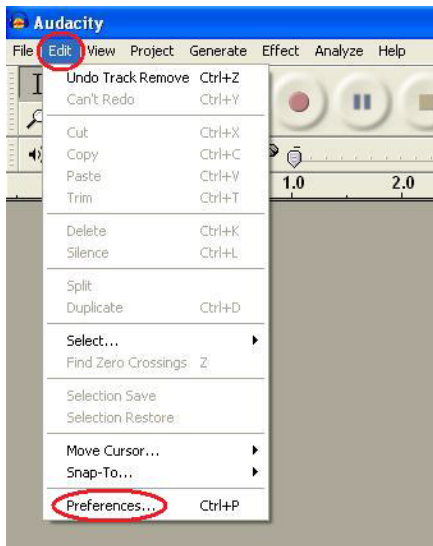 Audacity
File Edit View Project Generate Effect Analyze Help
Undo Track Remove Ctrl+Z
Can't Redo Ctrl+Y
Cut Ctrl+X
Copy Ctrl+C
Paste Ctrl+V
Trim Ctrl+T
1.0 2.0
Delete Ctrl+K
Silence Ctrl+L
Split
Duplicate Ctrl+D
Select...
Find Zero Crossings Z
Selection Save
Selection Restore
Move Cursor...
Snap-To...
Preferences... Ctrl+P